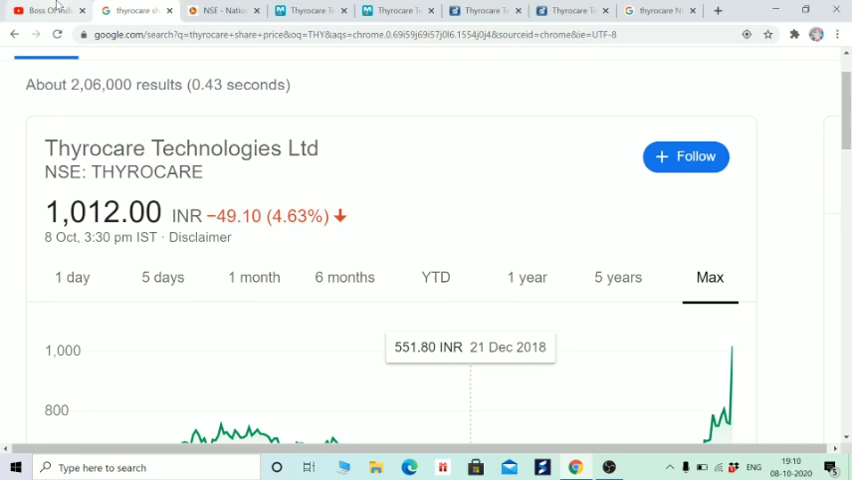 Boss Of Indi
thyrocare sh
NSE - Nation
Thyrocare Te
Thyrocare Te
Thyrocare Tec
Thyrocare Tec
thyrocare NS
google.com/search?q=thyrocare+share+price&oq=THY&aqs=chrome.0.69i59j69i57j0l6.1554j0j4&sourceid=chrome&ie=UTF-8
About 2,06,000 results (0.43 seconds)
Thyrocare Technologies Ltd
NSE: THYROCARE
+ Follow
1,012.00 INR −49.10 (4.63%)
8 Oct, 3:30 pm IST · Disclaimer
1 day 5 days 1 month 6 months YTD 1 year 5 years Max
551.80 INR 21 Dec 2018
1,000
800
Type here to search
ENG
19:10
08-10-2020
5